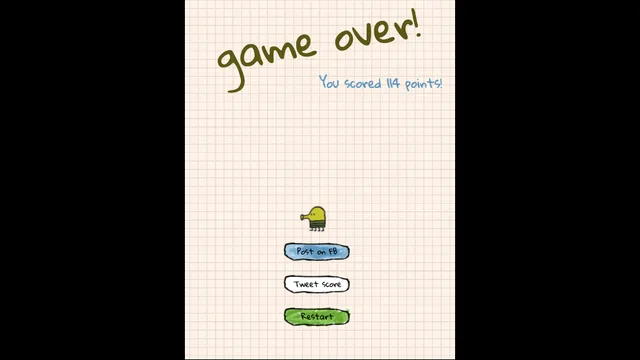 game over!
You scored 114 points!
Post on FB
Tweet score
Restart